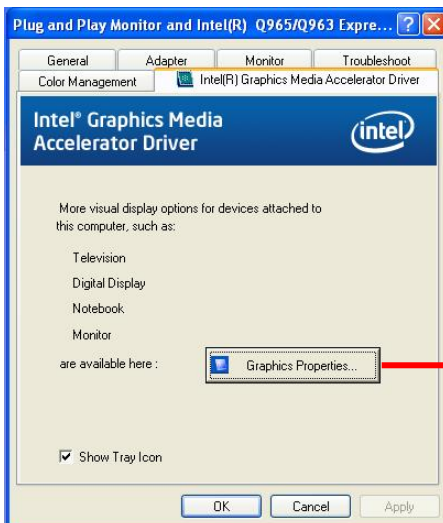 Plug and Play Monitor and Intel(R) Q965/Q963 Expre...
General Adapter Monitor Troubleshoot
Color Management Intel(R) Graphics Media Accelerator Driver
Intel® Graphics Media
Accelerator Driver
intel
More visual display options for devices attached to
this computer, such as:
Television
Digital Display
Notebook
Monitor
are available here :
Graphics Properties...
Show Tray Icon
OK Cancel Apply